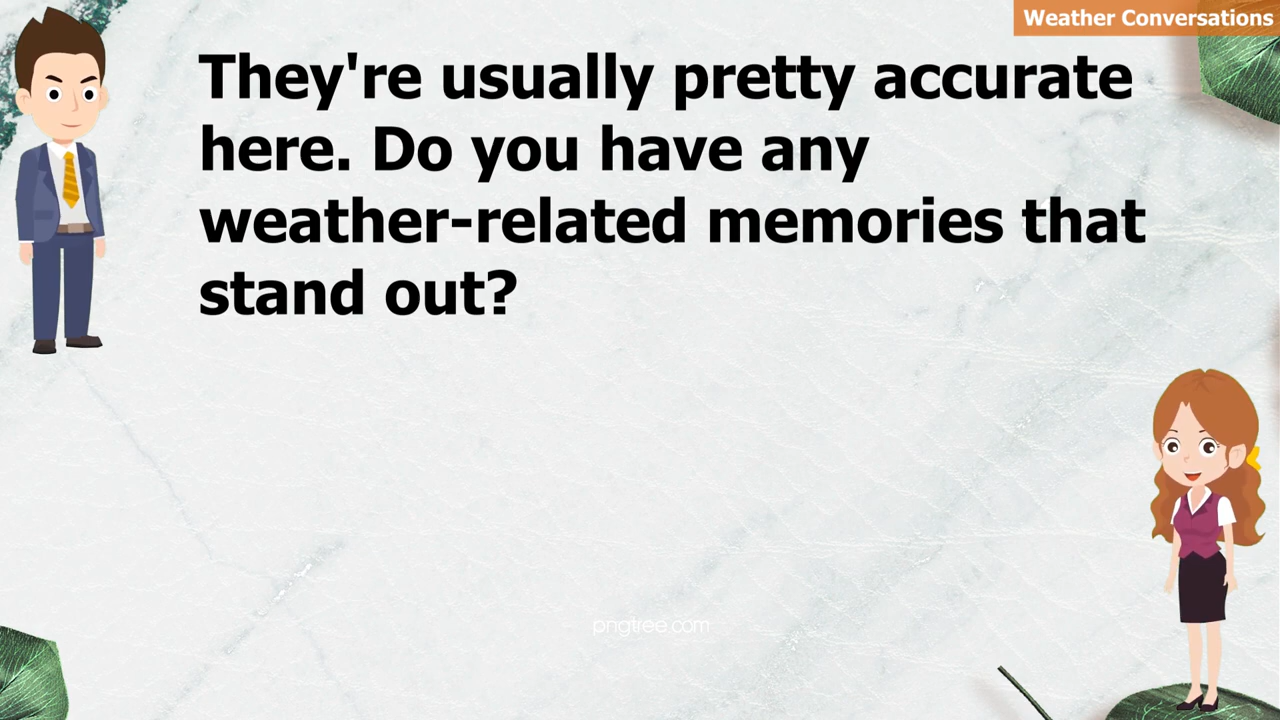 Weather Conversations
They're usually pretty accurate
here. Do you have any
weather-related memories that
stand out?
pngtree.com